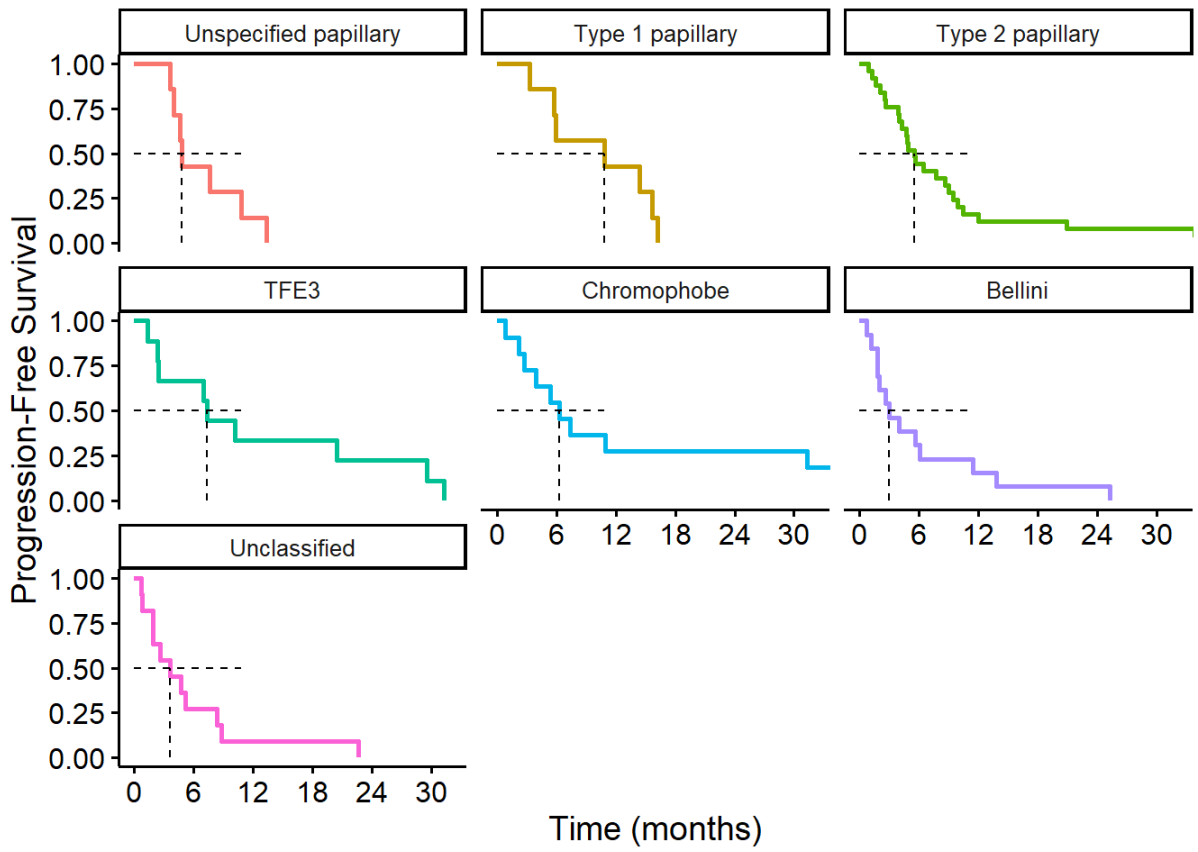 Unspecified papillary Type 1 papillary Type 2 papillary
1.00
0.75
0.50
0.25
0.00
TFE3 Chromophobe Bellini
1.00
0.75
0.50
0.25
0.00
0 6 12 18 24 30 0 6 12 18 24 30
Unclassified
1.00
0.75
0.50
0.25
0.00
0 6 12 18 24 30
Time (months)
Progression-Free Survival